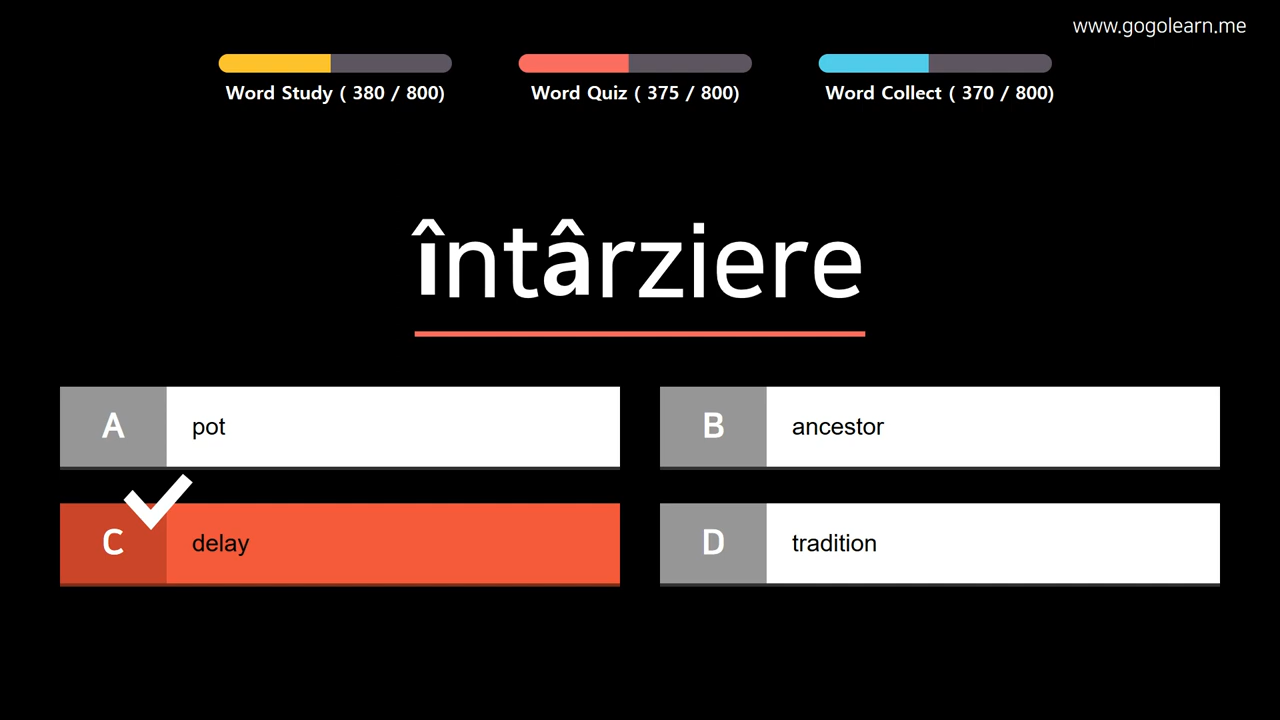 www.gogolearn.me
Word Study ( 380 / 800)
Word Quiz ( 375 / 800)
Word Collect ( 370 / 800)
întârziere
A pot
B ancestor
C delay
D tradition